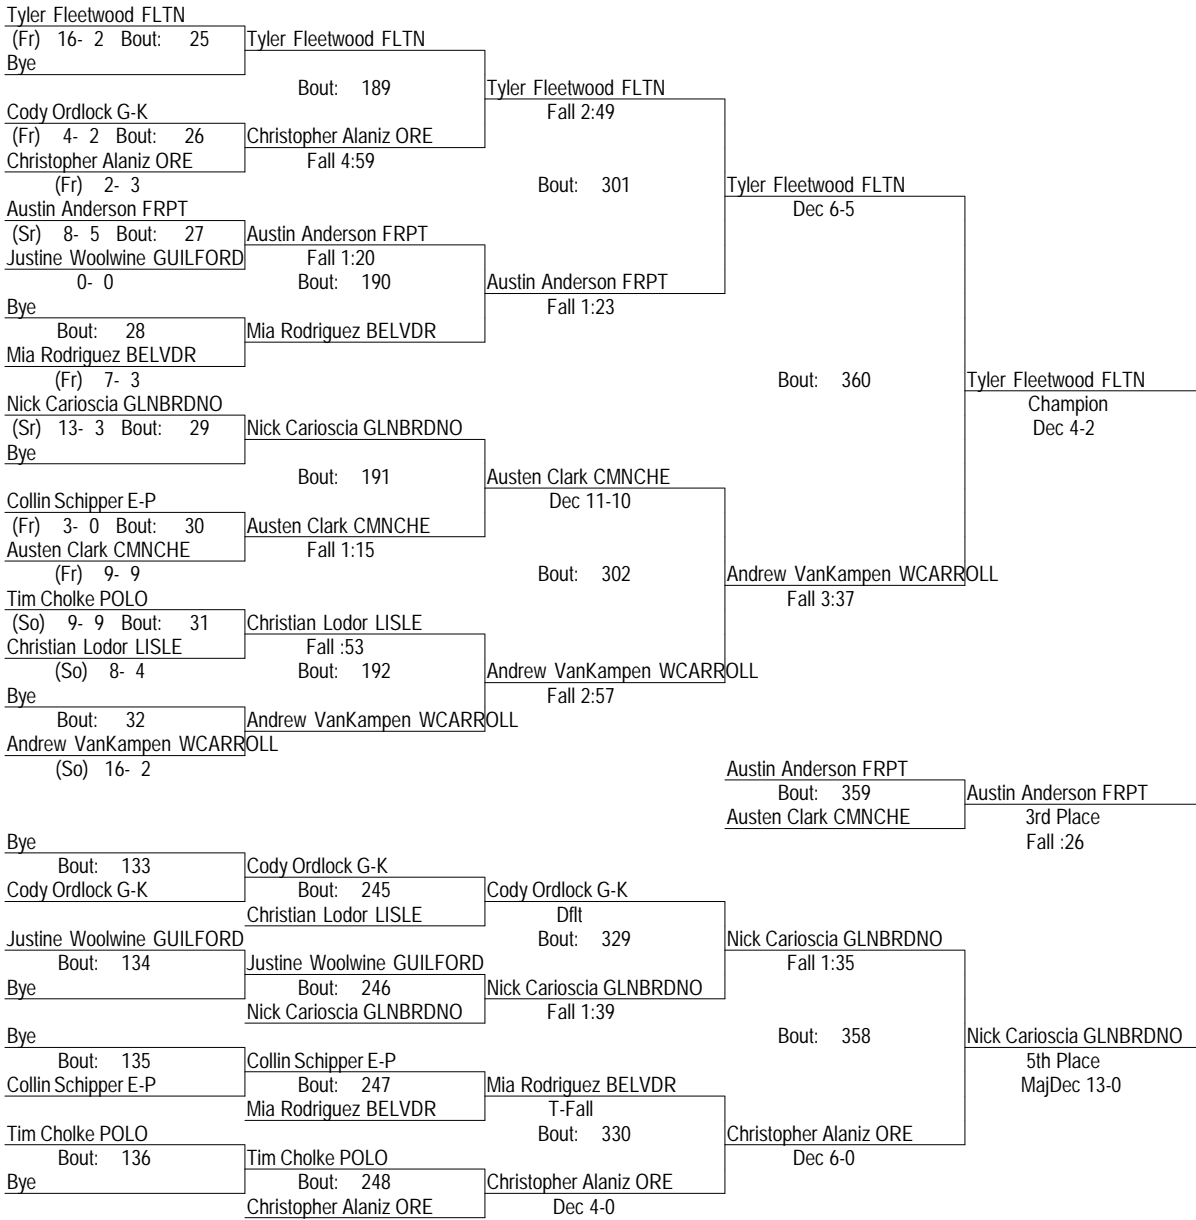 Tyler Fleetwood FLTN
(Fr) 16- 2 Bout: 25 Tyler Fleetwood FLTN
Bye
Bout: 189 Tyler Fleetwood FLTN
Cody Ordlock G-K Fall 2:49
(Fr) 4- 2 Bout: 26 Christopher Alaniz ORE
Christopher Alaniz ORE Fall 4:59
(Fr) 2- 3 Bout: 301 Tyler Fleetwood FLTN
Austin Anderson FRPT Dec 6-5
(Sr) 8- 5 Bout: 27 Austin Anderson FRPT
Justine Woolwine GUILFORD Fall 1:20
0- 0 Bout: 190 Austin Anderson FRPT
Bye Fall 1:23
Bout: 28 Mia Rodriguez BELVDR
Mia Rodriguez BELVDR
(Fr) 7- 3 Bout: 360 Tyler Fleetwood FLTN
Nick Carioscia GLNBRDNO Champion
(Sr) 13- 3 Bout: 29 Nick Carioscia GLNBRDNO Dec 4-2
Bye
Bout: 191 Austen Clark CMNCHE
Collin Schipper E-P Dec 11-10
(Fr) 3- 0 Bout: 30 Austen Clark CMNCHE
Austen Clark CMNCHE Fall 1:15
(Fr) 9- 9 Bout: 302 Andrew VanKampen WCARROLL
Tim Cholke POLO Fall 3:37
(So) 9- 9 Bout: 31 Christian Lodor LISLE
Christian Lodor LISLE Fall :53
(So) 8- 4 Bout: 192 Andrew VanKampen WCARROLL
Bye Fall 2:57
Bout: 32 Andrew VanKampen WCARROLL
Andrew VanKampen WCARROLL
(So) 16- 2 Austin Anderson FRPT
Bout: 359 Austin Anderson FRPT
Austen Clark CMNCHE 3rd Place
Bye Fall :26
Bout: 133 Cody Ordlock G-K
Cody Ordlock G-K Bout: 245 Cody Ordlock G-K
Christian Lodor LISLE Dflt
Justine Woolwine GUILFORD Bout: 329 Nick Carioscia GLNBRDNO
Bout: 134 Justine Woolwine GUILFORD Fall 1:35
Bye Bout: 246 Nick Carioscia GLNBRDNO
Nick Carioscia GLNBRDNO Fall 1:39
Bye Bout: 358 Nick Carioscia GLNBRDNO
Bout: 135 Collin Schipper E-P 5th Place
Collin Schipper E-P Bout: 247 Mia Rodriguez BELVDR MajDec 13-0
Mia Rodriguez BELVDR T-Fall
Tim Cholke POLO Bout: 330 Christopher Alaniz ORE
Bout: 136 Tim Cholke POLO Dec 6-0
Bye Bout: 248 Christopher Alaniz ORE
Christopher Alaniz ORE Dec 4-0